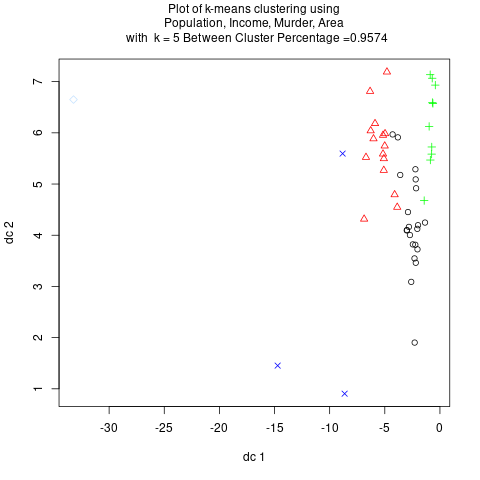 Plot of k-means clustering using
Population, Income, Murder, Area
with k = 5 Between Cluster Percentage =0.9574
7
6
5
4
3
2
1
dc 2
-30
-25
-20
-15
-10
-5
0
dc 1